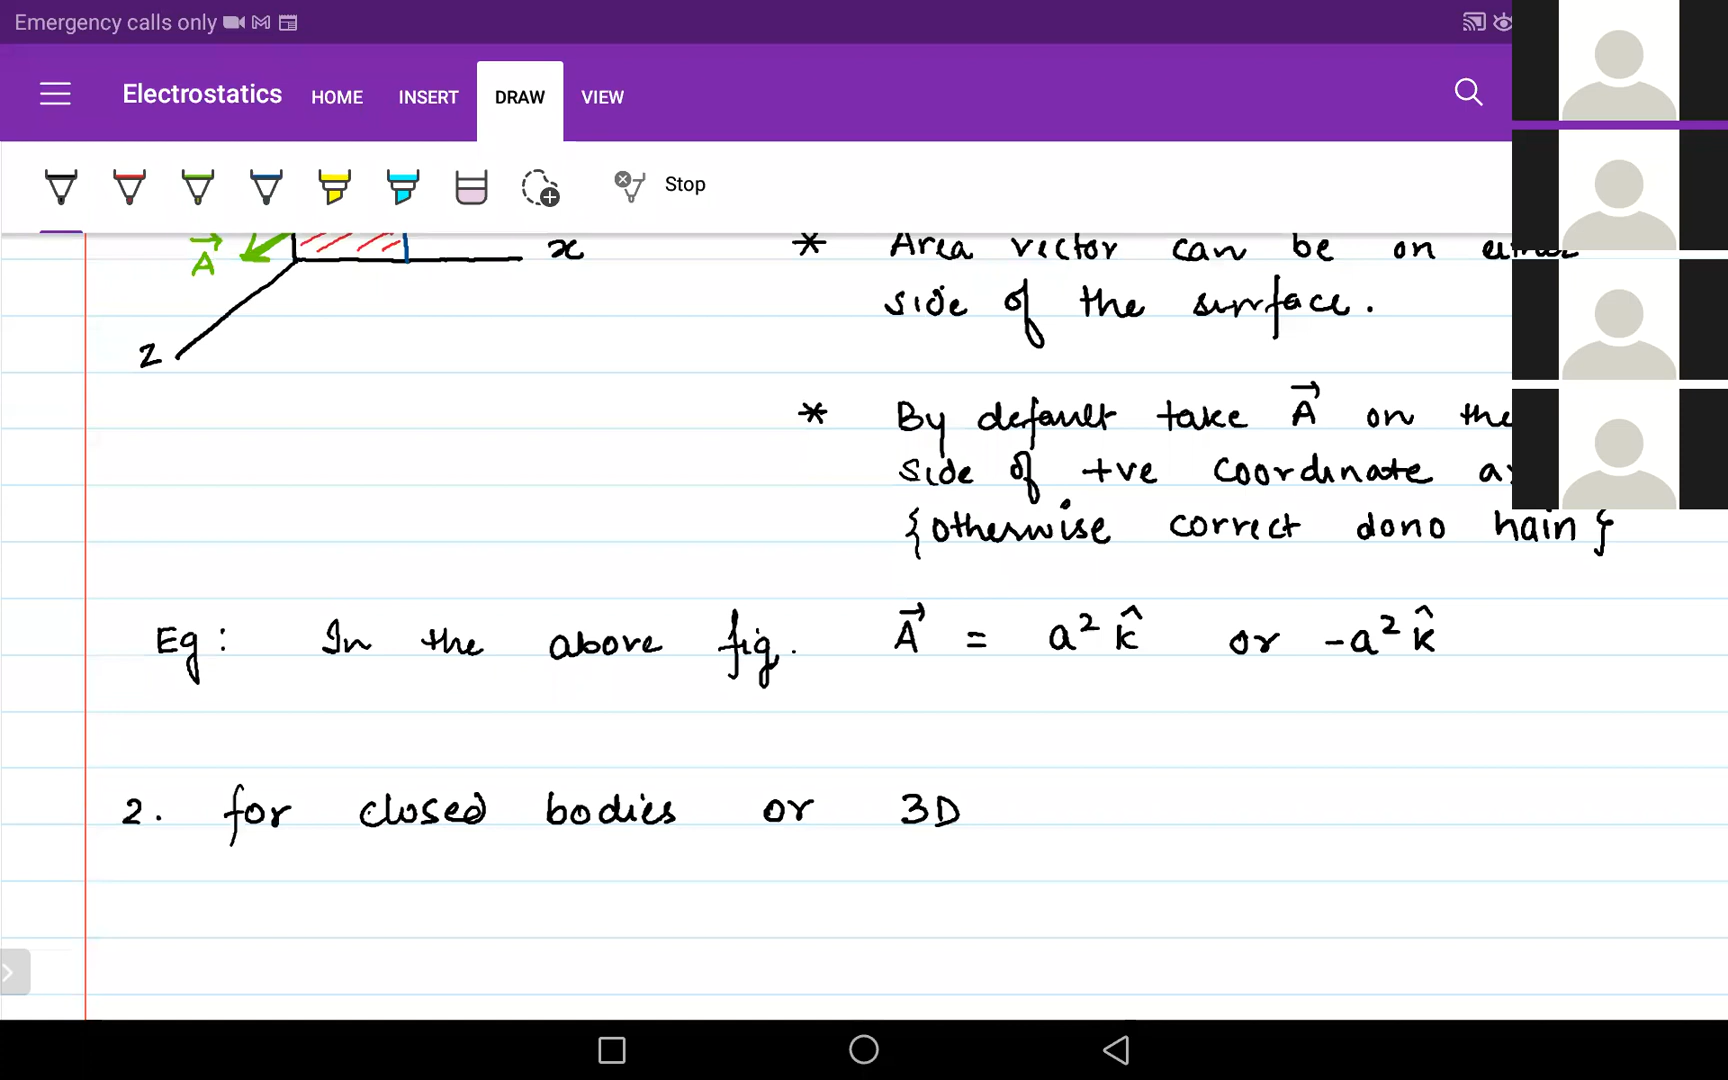 Emergency calls only
Electrostatics HOME INSERT DRAW VIEW
Stop
A x
Z
* Area vector can be on
side of the surface.
* By default take A on the
side of +ve coordinate
{otherwise correct dono hain}
Eg: In the above fig. A = a² k̂ or -a² k̂
2. for closed bodies or 3D